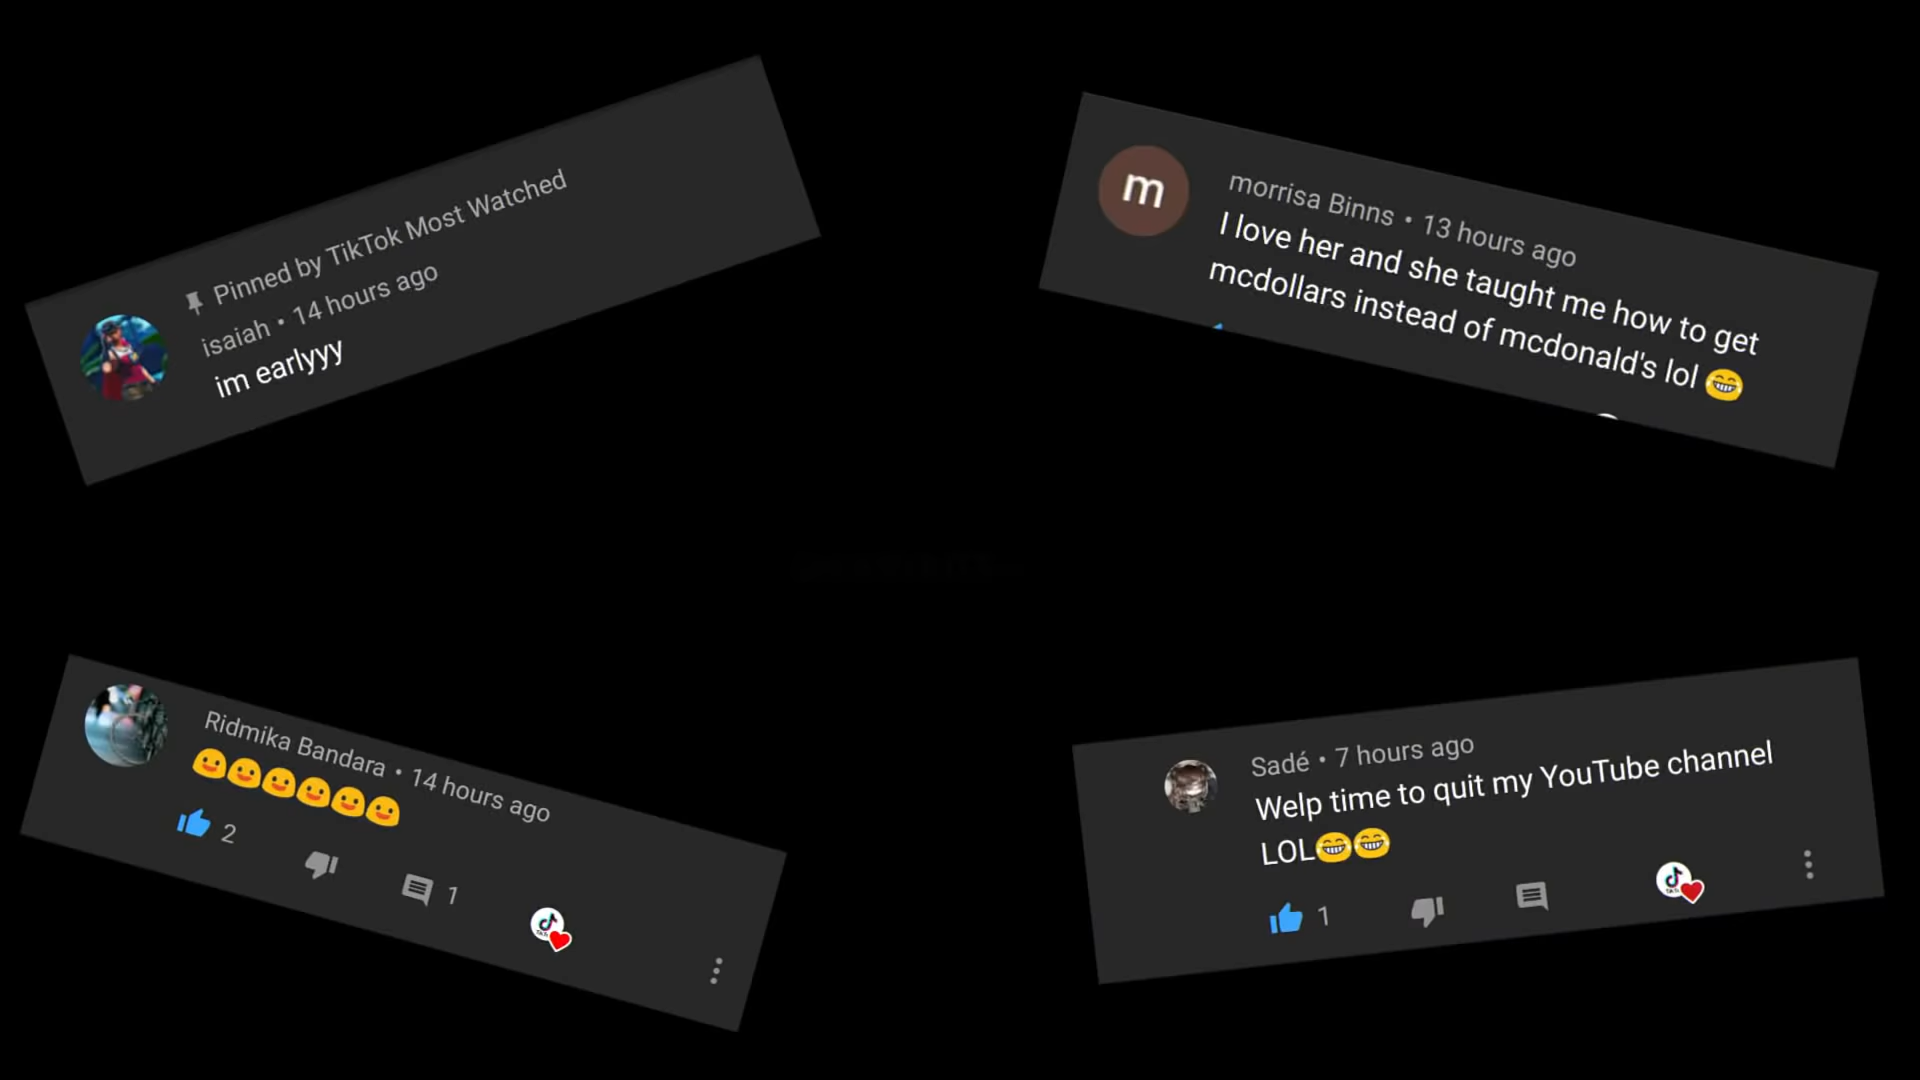 Pinned by TikTok Most Watched
isaiah • 14 hours ago
im earlyyy
m
morrisa Binns • 13 hours ago
I love her and she taught me how to get
mcdollars instead of mcdonald's lol 😁
Ridmika Bandara • 14 hours ago
😃😃😃😃😃😃
2
1
Sadé • 7 hours ago
Welp time to quit my YouTube channel
LOL😂😂
1